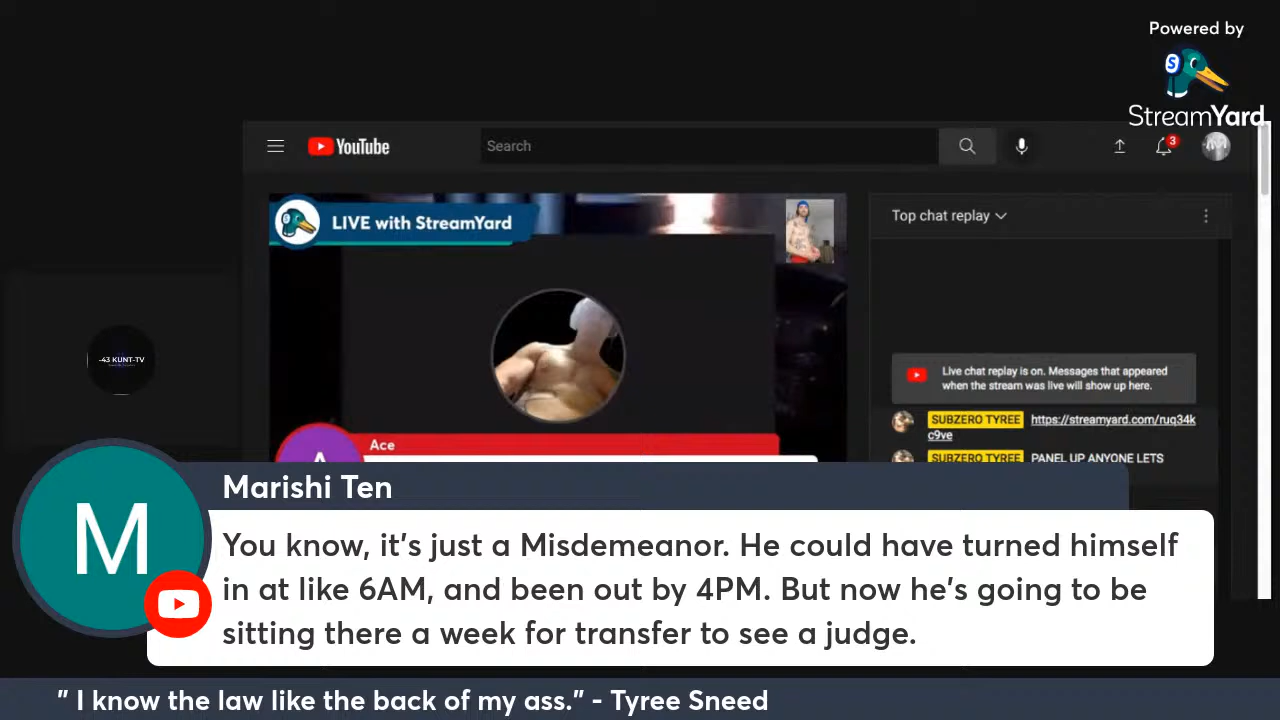 Powered by
StreamYard
YouTube
Search
3
LIVE with StreamYard
Top chat replay
Live chat replay is on. Messages that appeared
when the stream was live will show up here.
-43 KUNT-TV
SUBZERO TYREE https://streamyard.com/ruq34k
c9ve
Ace
SUBZERO TYREE PANEL UP ANYONE LETS
M
Marishi Ten
You know, it's just a Misdemeanor. He could have turned himself
in at like 6AM, and been out by 4PM. But now he's going to be
sitting there a week for transfer to see a judge.
" I know the law like the back of my ass." - Tyree Sneed